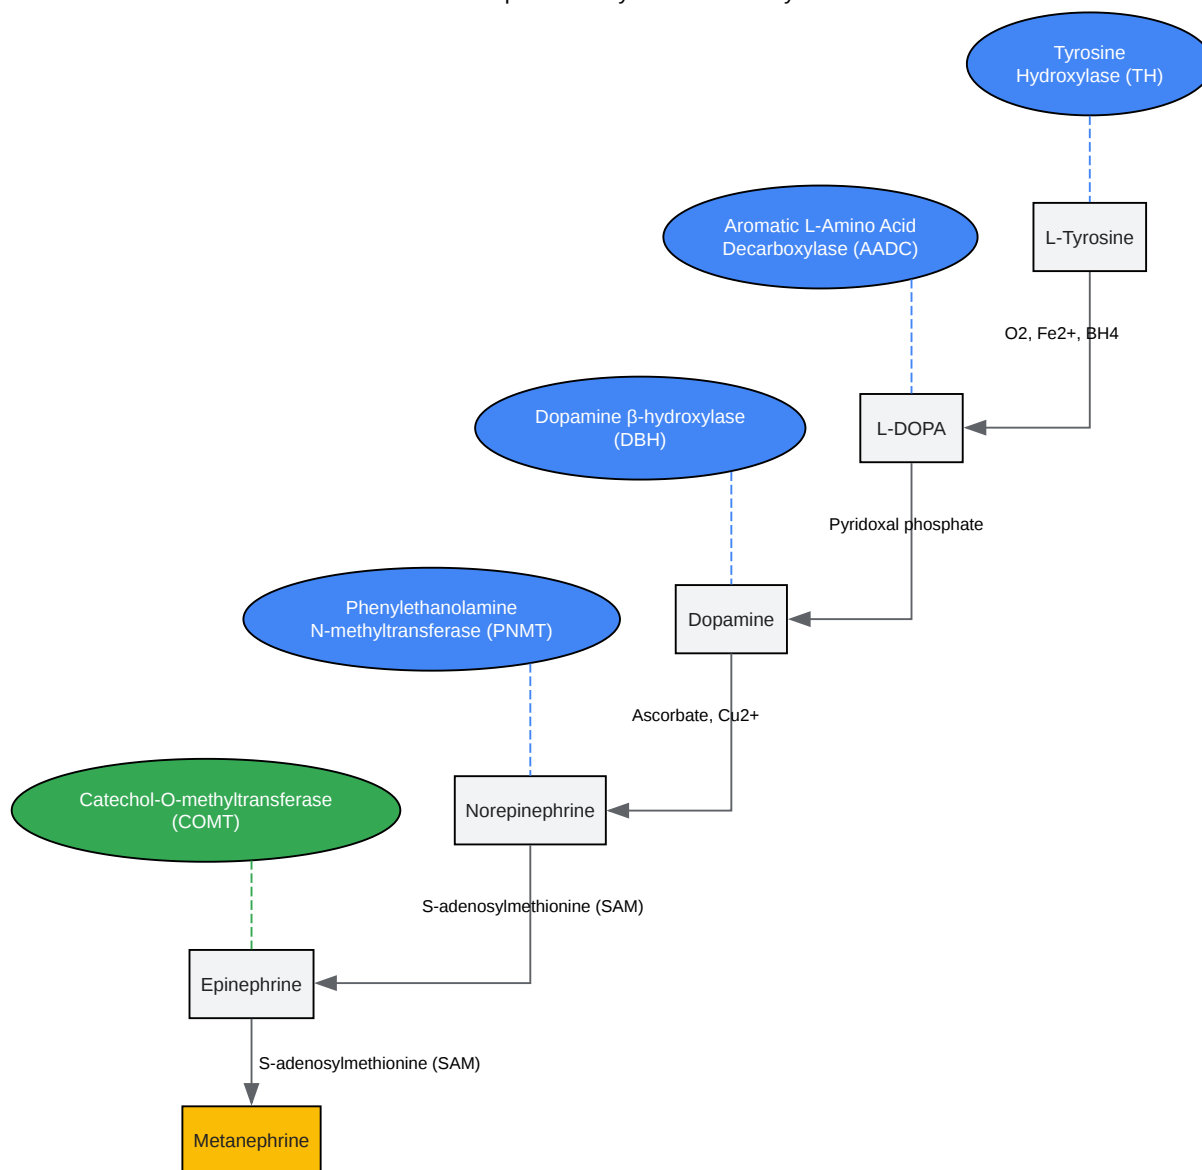 Tyrosine
Hydroxylase (TH)
Aromatic L-Amino Acid
Decarboxylase (AADC)
L-Tyrosine
O2, Fe2+, BH4
Dopamine β-hydroxylase
(DBH)
L-DOPA
Pyridoxal phosphate
Phenylethanolamine
N-methyltransferase (PNMT)
Dopamine
Ascorbate, Cu2+
Catechol-O-methyltransferase
(COMT)
Norepinephrine
S-adenosylmethionine (SAM)
Epinephrine
S-adenosylmethionine (SAM)
Metanephrine